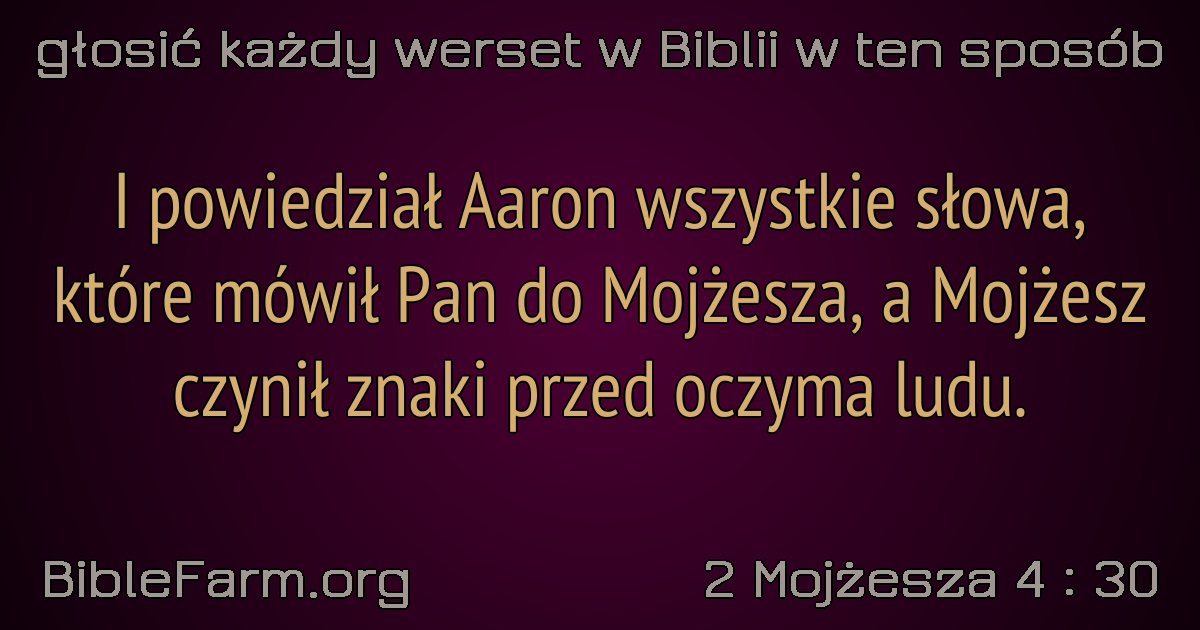 głosić każdy werset w Biblii w ten sposób
I powiedział Aaron wszystkie słowa,
które mówił Pan do Mojżesza, a Mojżesz
czynił znaki przed oczyma ludu.
BibleFarm.org
2 Mojżesza 4 : 30